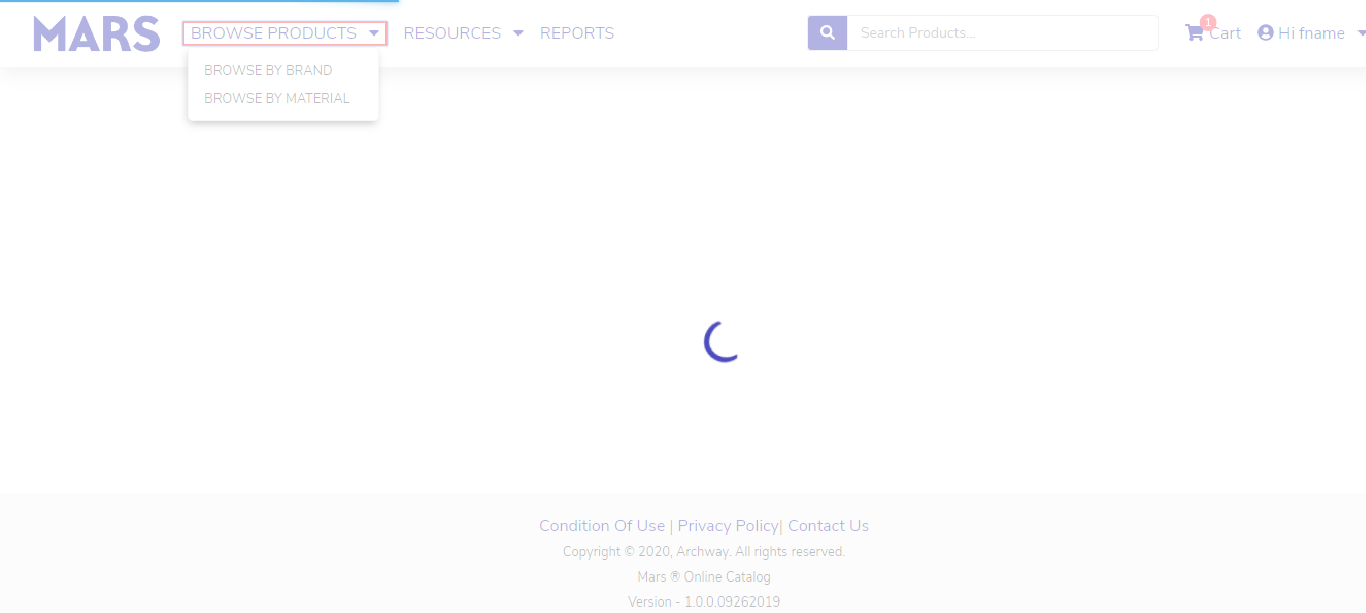 MARS BROWSE PRODUCTS RESOURCES REPORTS Search Products... 1 Cart Hi fname
BROWSE BY BRAND
BROWSE BY MATERIAL
Condition Of Use | Privacy Policy| Contact Us
Copyright © 2020, Archway. All rights reserved.
Mars ® Online Catalog
Version - 1.0.0.09262019